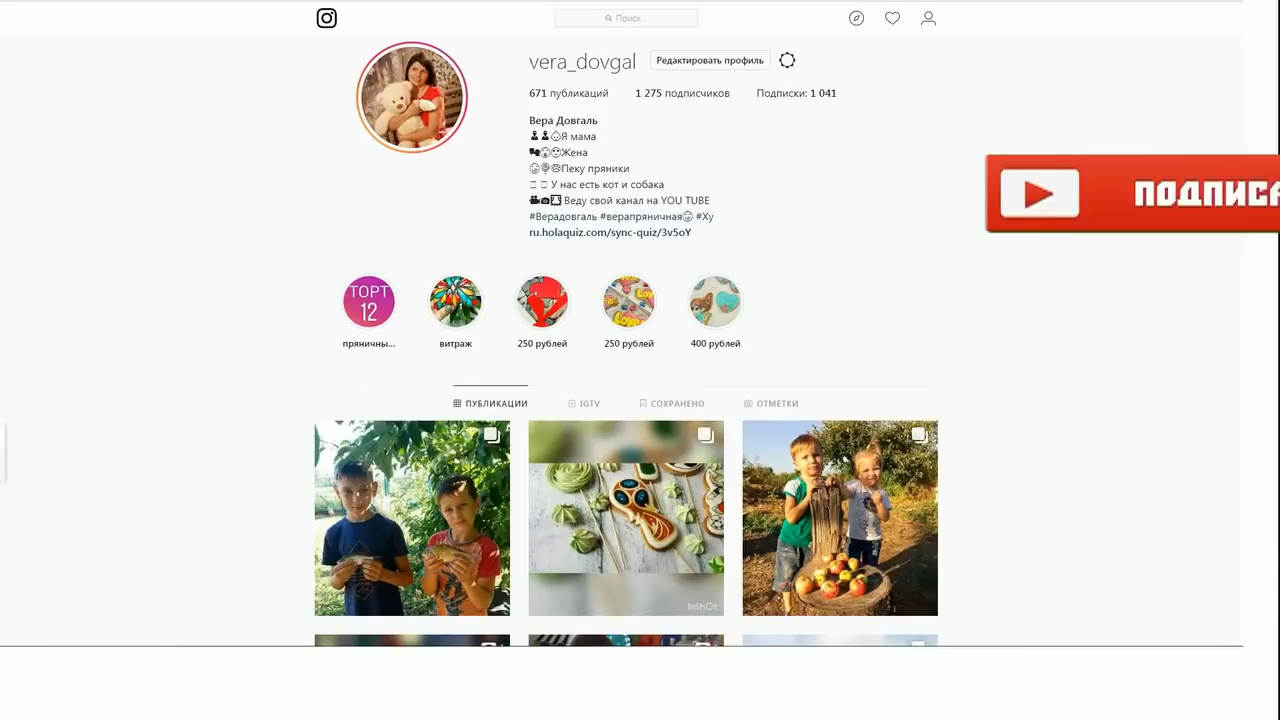 Поиск
vera_dovgal Редактировать профиль
671 публикаций 1 275 подписчиков Подписки: 1 041
Вера Довгаль
Я мама
Жена
Пеку пряники
У нас есть кот и собака
Веду свой канал на YOU TUBE
#Верадовгаль #верапряничная #Ху
ru.holaquiz.com/sync-quiz/3v5oY
ПОДПИСА
ТОРТ
12
Love
Love
пряничны... витраж 250 рублей 250 рублей 400 рублей
ПУБЛИКАЦИИ IGTV СОХРАНЕНО ОТМЕТКИ
InShOt